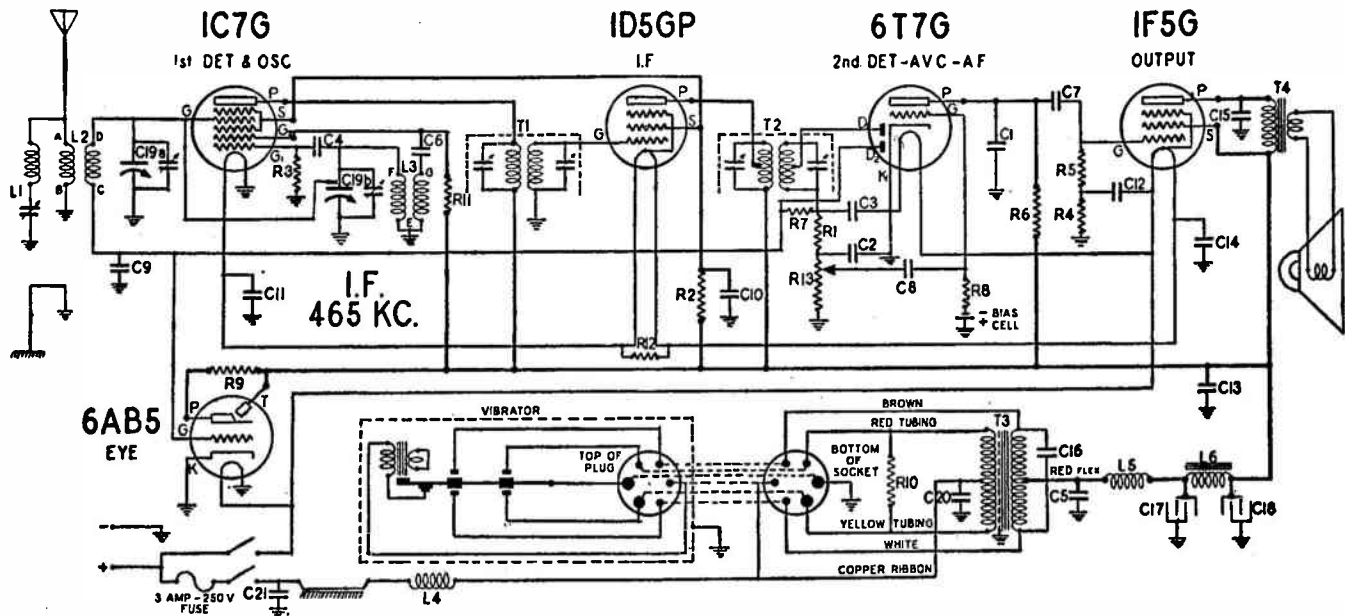 1C7G
1st DET & OSC
1D5GP
I.F
6T7G
2nd. DET-AVC-AF
1F5G
OUTPUT
P
S
G
G
G1
P
S
G
P
G
D
D2
K
P
S
G
L1
L2
A
D
B
C
C19a
R3
C4
C19b
L3
F
G
E
C6
R11
T1
T2
R7
C3
R1
C2
R13
C8
R8
- BIAS
+ CELL
C1
R6
C7
R5
R4
C12
C14
C15
T4
C9
C11
I.F.
465 KC.
R2
C10
R12
R9
P
T
G
K
6AB5
EYE
VIBRATOR
TOP OF
PLUG
BROWN
RED TUBING
BOTTOM
OF
SOCKET
R10
YELLOW TUBING
WHITE
COPPER RIBBON
C20
T3
C16
RED FLEX
C5
L5
L6
C13
C17
C18
-
+
3 AMP-250V
FUSE
C21
L4